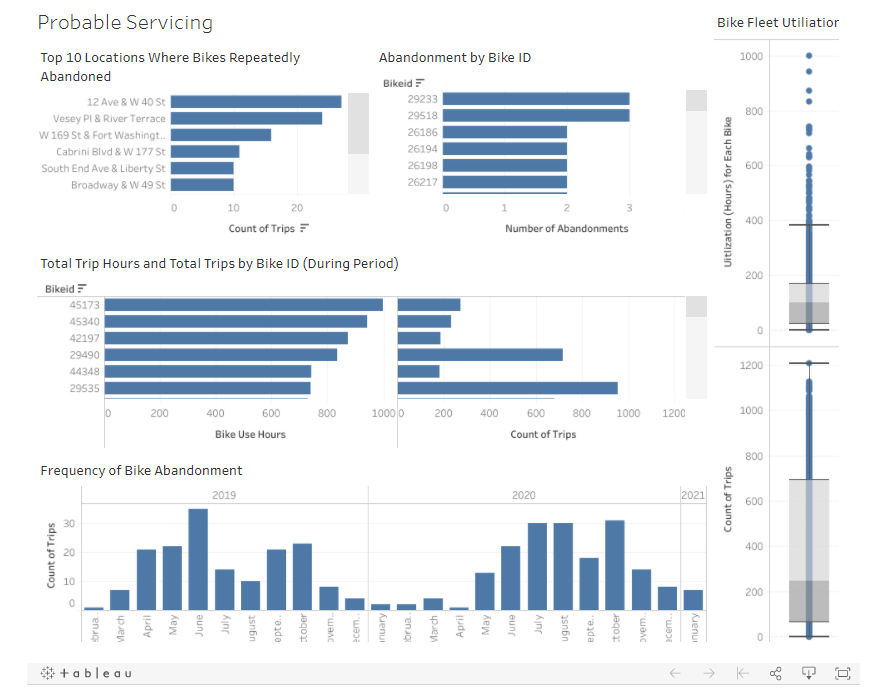 Probable Servicing
Bike Fleet Utiliatior
Top 10 Locations Where Bikes Repeatedly
Abandoned
12 Ave & W 40 St
Vesey Pl & River Terrace
W 169 St & Fort Washingt..
Cabrini Blvd & W 177 St
South End Ave & Liberty St
Broadway & W 49 St
0 10 20
Count of Trips
Abandonment by Bike ID
Bikeid
29233
29518
26186
26194
26198
26217
0 1 2 3
Number of Abandonments
Total Trip Hours and Total Trips by Bike ID (During Period)
Bikeid
45173
45340
42197
29490
44348
29535
0 200 400 600 800 1000 0 200 400 600 800 1000 1200
Bike Use Hours Count of Trips
Frequency of Bike Abandonment
2019 2020 2021
Count of Trips
30
20
10
0
brua.. March April May June July ugust epte.. ctober ovem.. ecem.. nuary brua.. March April May June July ugust epte.. ctober ovem.. ecem.. nuary
Uitlization (Hours) for Each Bike
1000
800
600
400
200
0
Count of Trips
1200
1000
800
600
400
200
0
+ a b l e a u